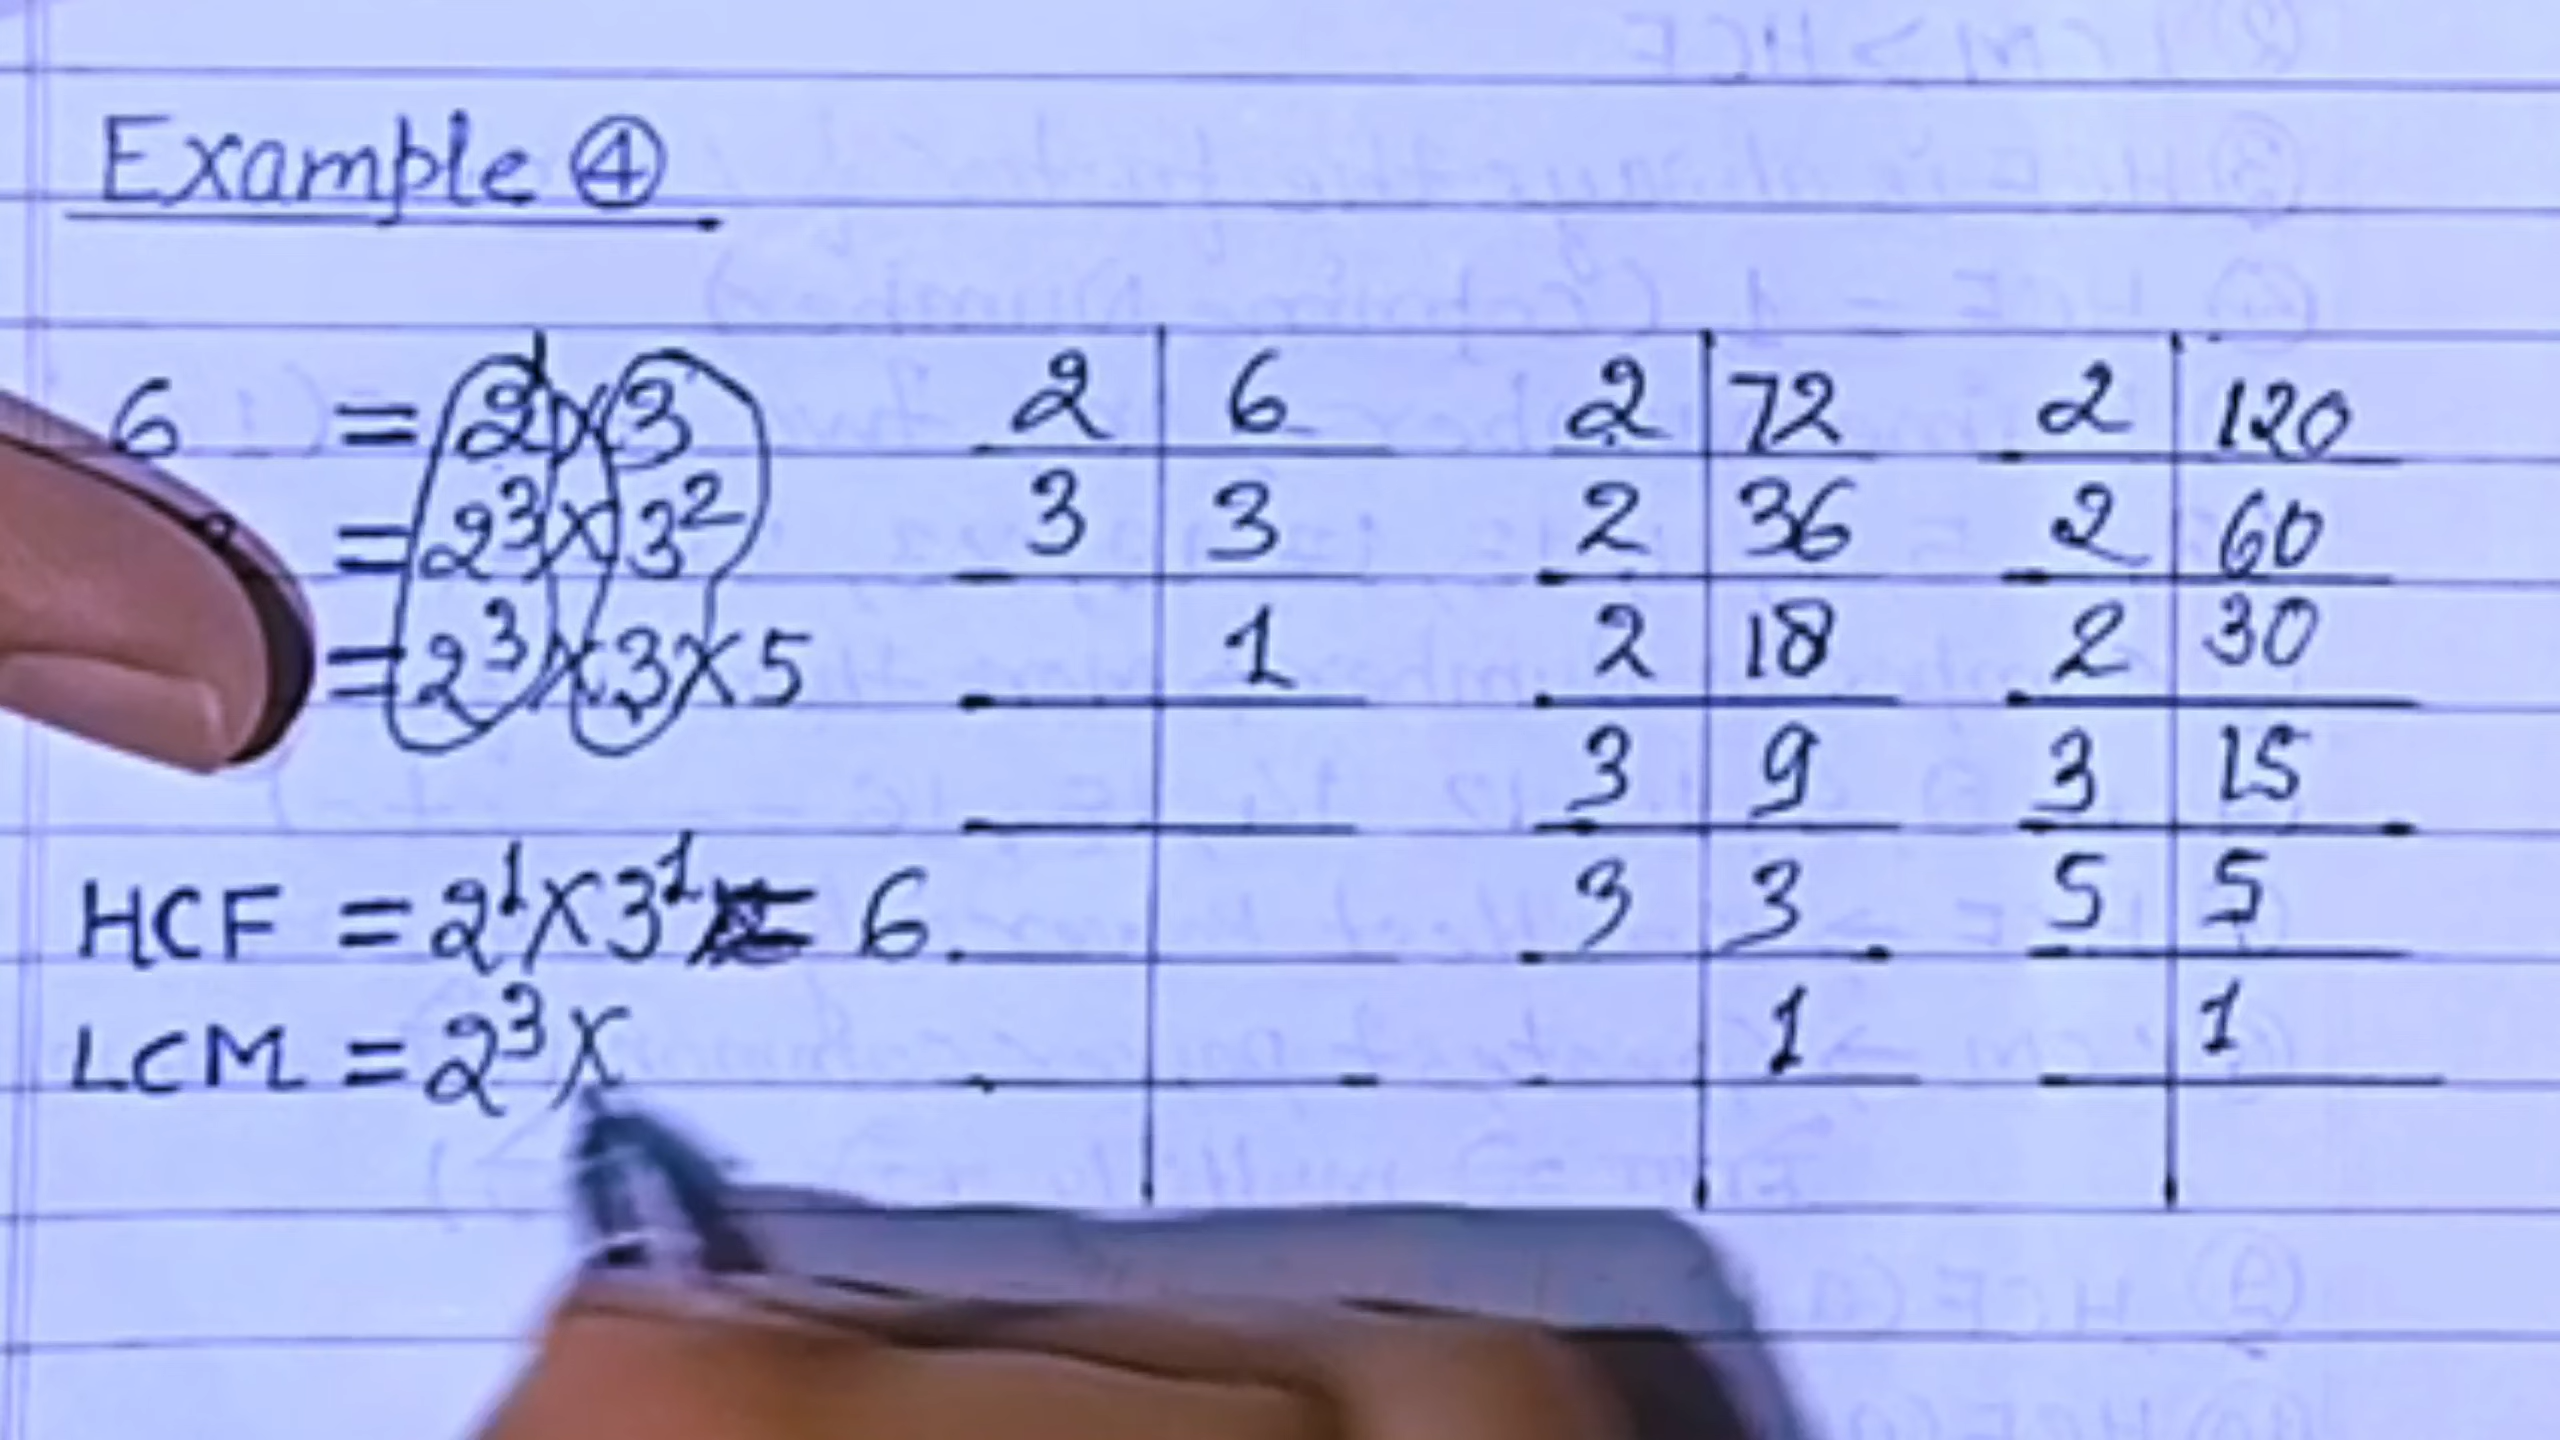 Example ④
6 = 2¹ × 3
= 2³ × 3²
= 2³ × 3 × 5
HCF = 2¹ × 3¹ = 6
LCM = 2³ ×
2 | 6
3 | 3
1
2 | 72
2 | 36
2 | 18
3 | 9
3 | 3
1
2 | 120
2 | 60
2 | 30
3 | 15
5 | 5
1